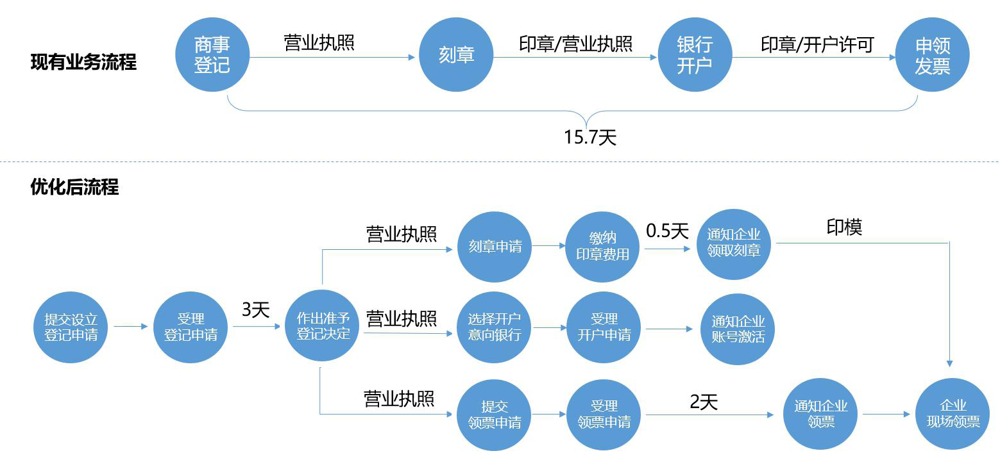 现有业务流程
商事
登记
营业执照
刻章
印章/营业执照
银行
开户
印章/开户许可
申领
发票
15.7天
优化后流程
提交设立
登记申请
受理
登记申请
3天
作出准予
登记决定
营业执照
刻章申请
缴纳
印章费用
0.5天
通知企业
领取刻章
印模
营业执照
选择开户
意向银行
受理
开户申请
通知企业
账号激活
营业执照
提交
领票申请
受理
领票申请
2天
通知企业
领票
企业
现场领票